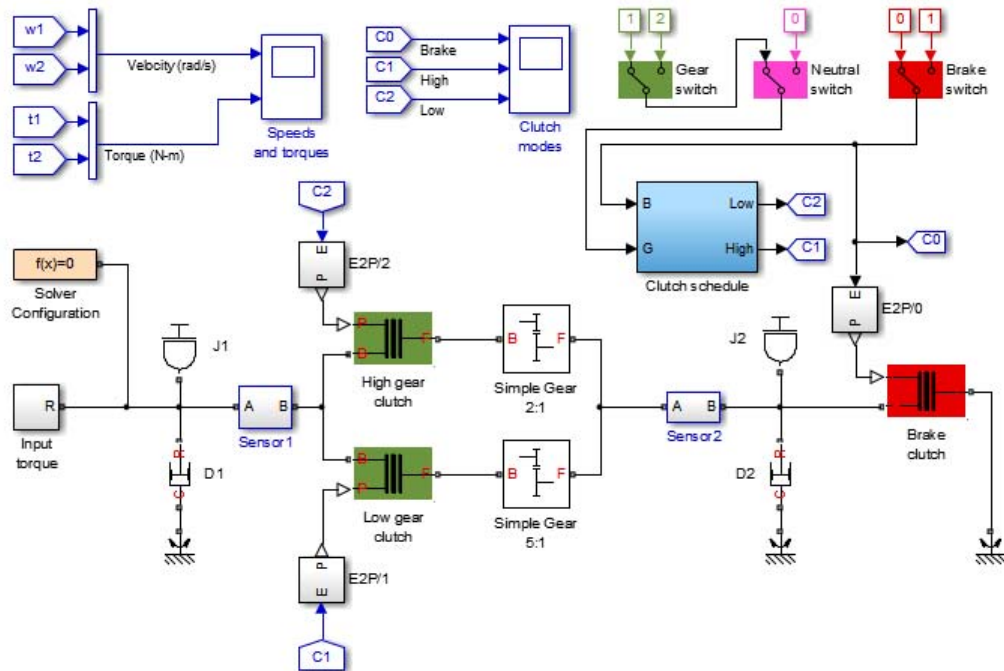 w1
w2
t1
t2
Velocity (rad/s)
Torque (N-m)
Speeds
and torques
C0
C1
C2
Brake
High
Low
Clutch
modes
1
2
Gear
switch
0
Neutral
switch
0
1
Brake
switch
B
G
Low
High
Clutch schedule
C2
C1
C0
C2
E
P
E2P/2
f(x)=0
Solver
Configuration
J1
R
Input
torque
A
B
Sensor1
R
C
D1
P
B
F
High gear
clutch
B
F
Simple Gear
2:1
B
P
F
Low gear
clutch
B
F
Simple Gear
5:1
P
E
E2P/1
C1
A
B
Sensor2
J2
R
C
D2
E
P
E2P/0
Brake
clutch